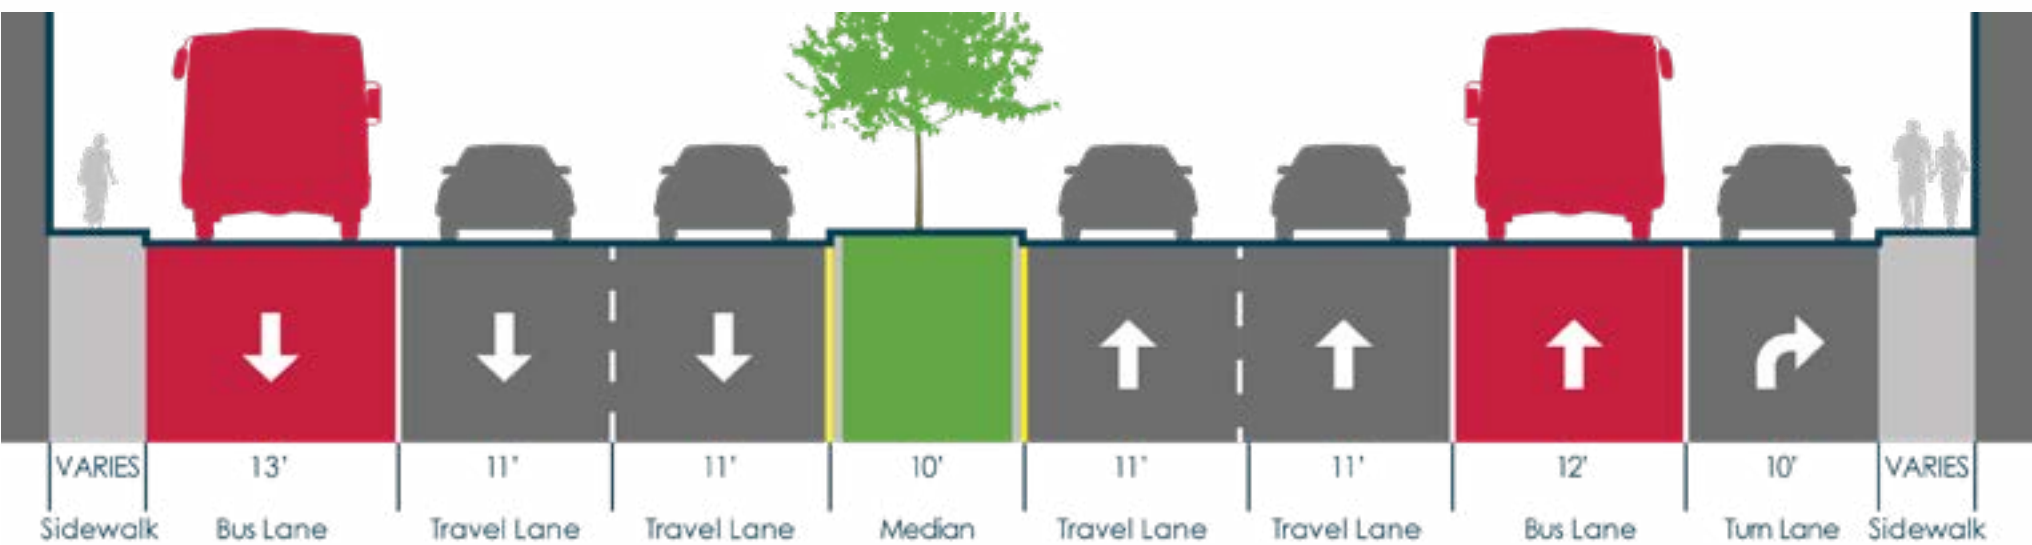 VARIES 13' 11' 11' 10' 11' 11' 12' 10' VARIES
Sidewalk Bus Lane Travel Lane Travel Lane Median Travel Lane Travel Lane Bus Lane Turn Lane Sidewalk